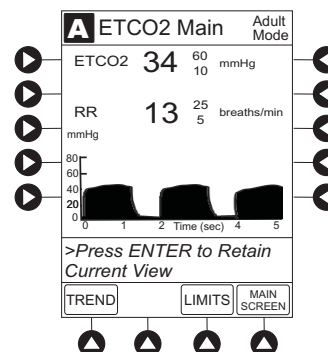 A ETCO2 Main Adult Mode
ETCO2 34 60 10 mmHg
RR 13 25 5 breaths/min
mmHg
80
60
40
20
0
0 1 2 Time (sec) 4 5
>Press ENTER to Retain
Current View
TREND LIMITS MAIN SCREEN